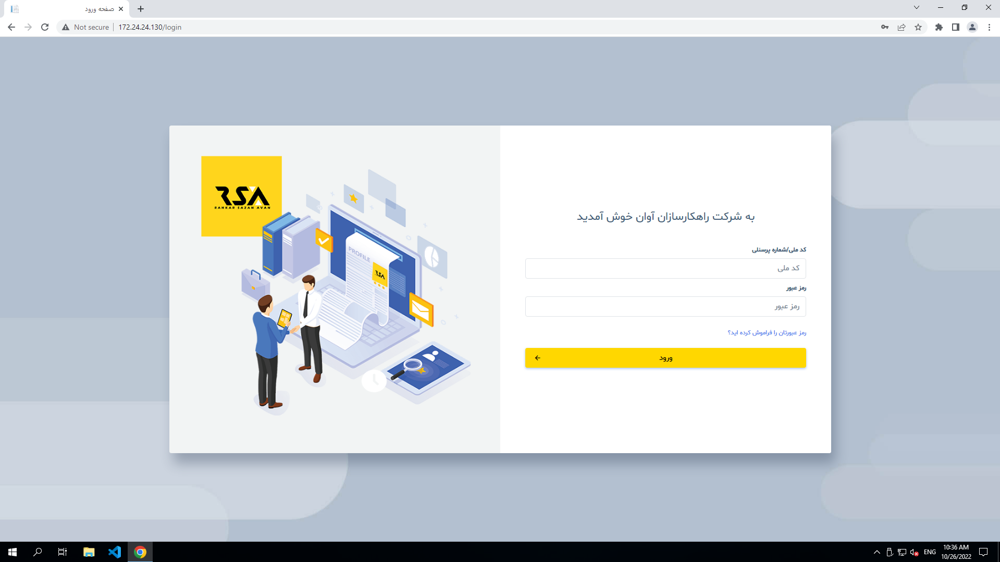 صفحه ورود
Not secure
172.24.24.130/login
RSA
RAHKAR SAZAN AVAN
PROFILE
RSA
به شرکت راهکارسازان آوان خوش آمدید
کد ملی/شماره پرسنلی
کد ملی
رمز عبور
رمز عبور
رمز عبورتان را فراموش کرده اید؟
ورود
ENG
10:36 AM
10/26/2022